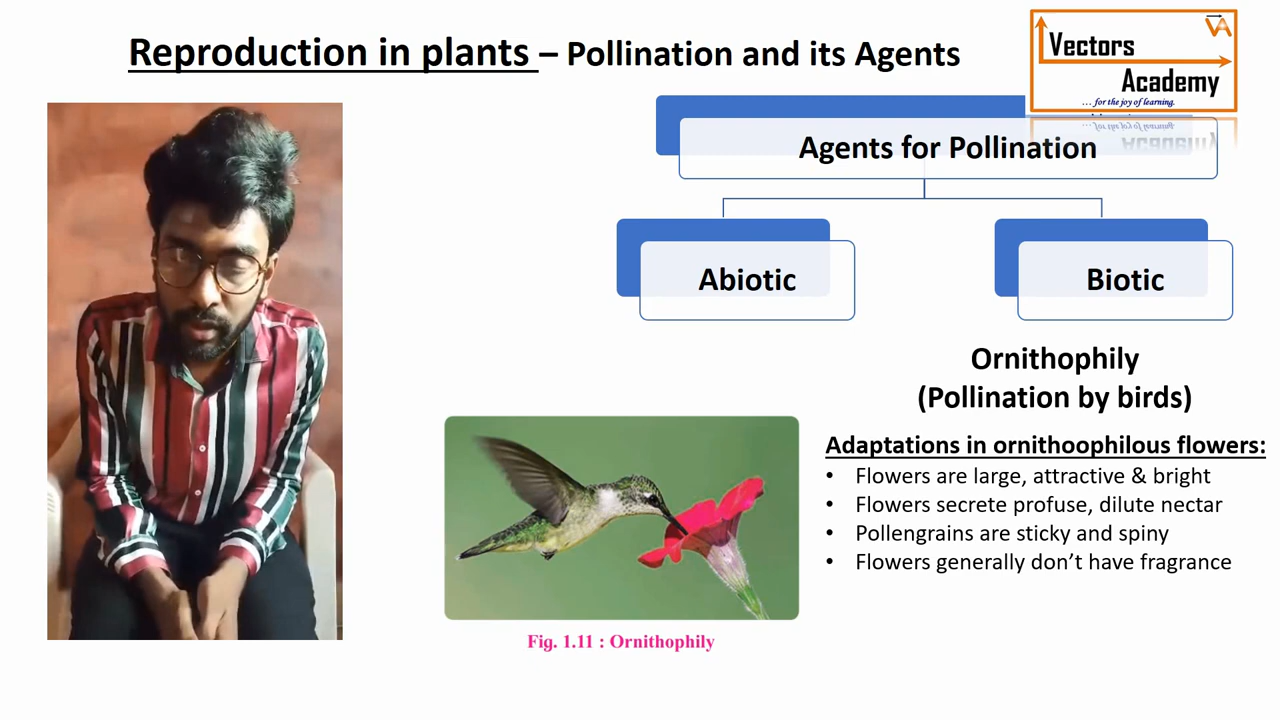 Reproduction in plants – Pollination and its Agents
Vectors
Academy
... for the joy of learning.
VA
Agents for Pollination
Abiotic
Biotic
Ornithophily
(Pollination by birds)
Adaptations in ornithoophilous flowers:
• Flowers are large, attractive & bright
• Flowers secrete profuse, dilute nectar
• Pollengrains are sticky and spiny
• Flowers generally don't have fragrance
Fig. 1.11 : Ornithophily